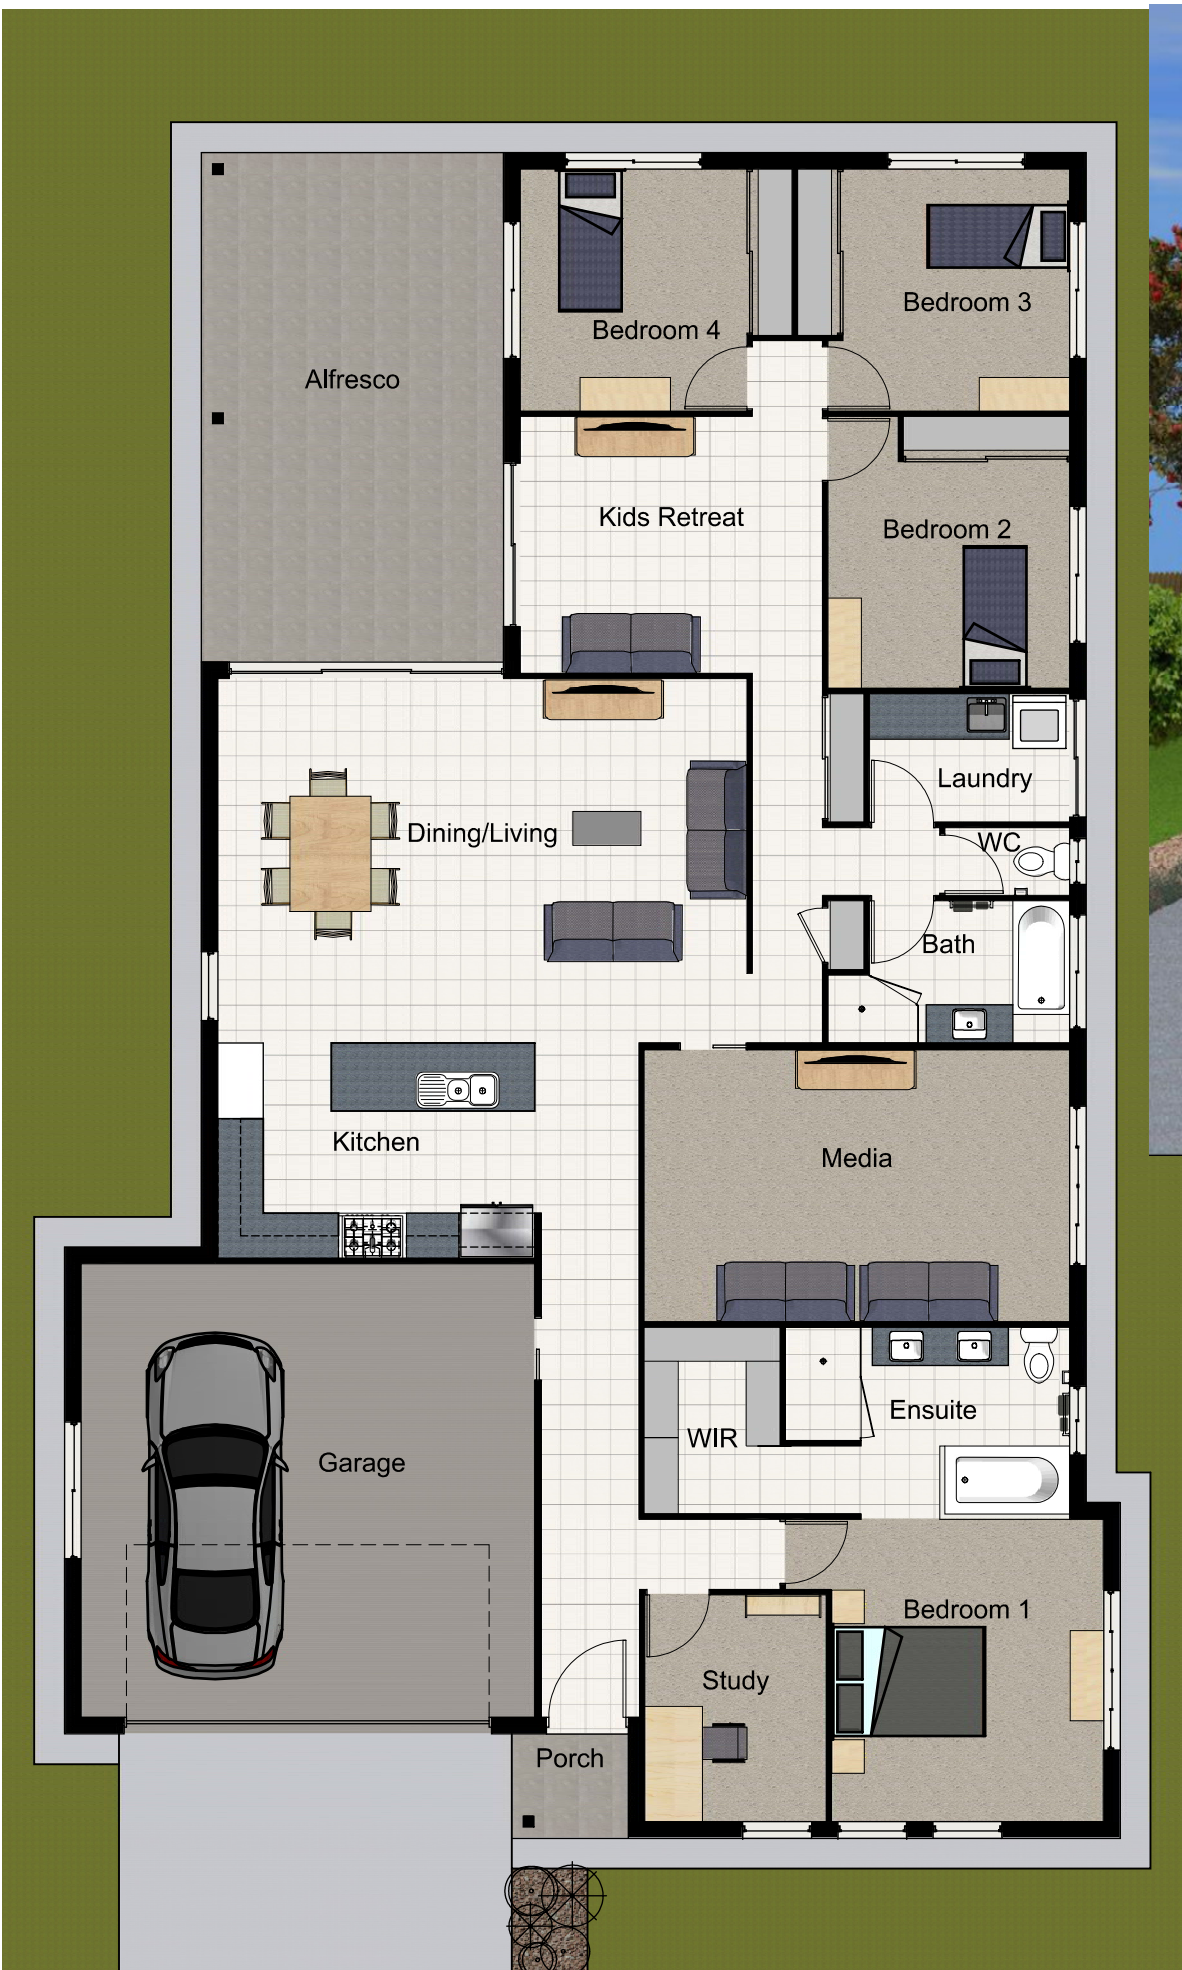 Bedroom 3
Bedroom 4
Alfresco
Kids Retreat
Bedroom 2
Laundry
Dining/Living
WC
Bath
Kitchen
Media
Ensuite
WIR
Garage
Bedroom 1
Study
Porch